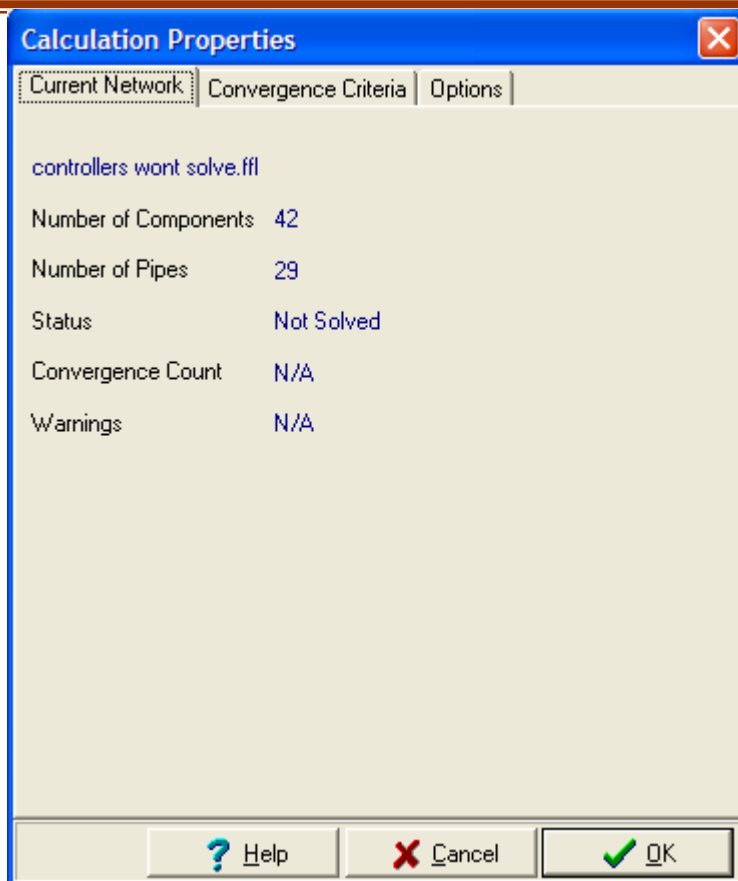 Calculation Properties
Current Network Convergence Criteria Options
controllers wont solve.ffl
Number of Components 42
Number of Pipes 29
Status Not Solved
Convergence Count N/A
Warnings N/A
? Help Cancel OK